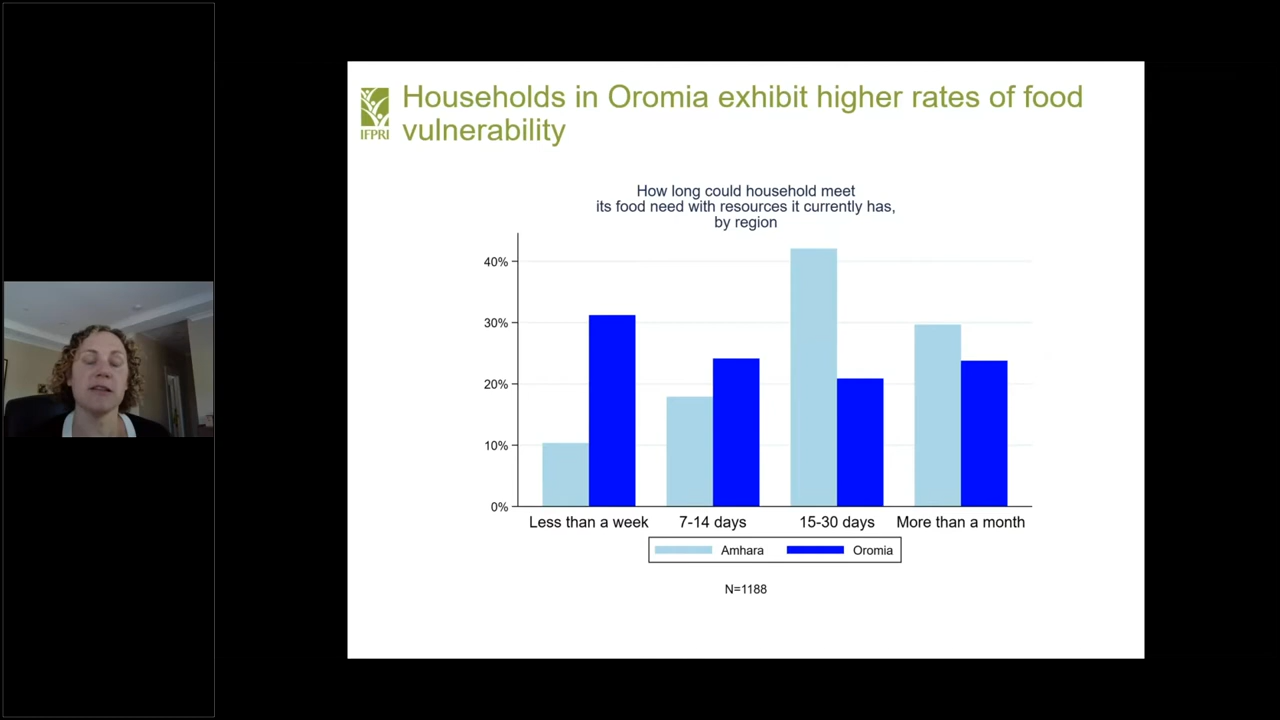 Households in Oromia exhibit higher rates of food
vulnerability
IFPRI
How long could household meet
its food need with resources it currently has,
by region
40%
30%
20%
10%
0%
Less than a week 7-14 days 15-30 days More than a month
Amhara Oromia
N=1188